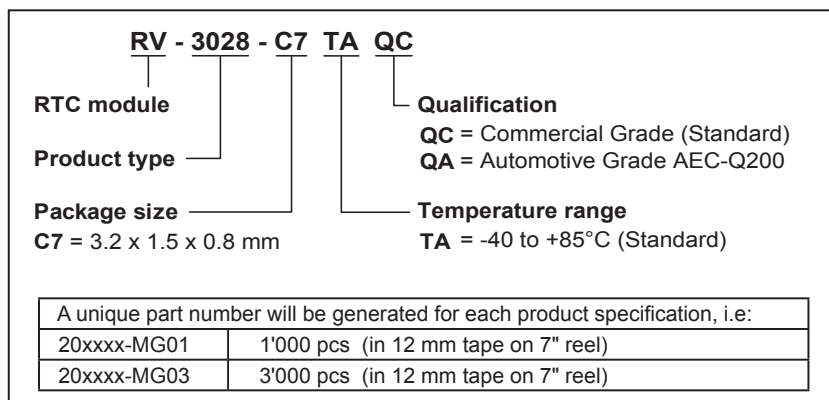 RV - 3028 - C7 TA QC
RTC module
Product type
Package size
C7 = 3.2 x 1.5 x 0.8 mm
Qualification
QC = Commercial Grade (Standard)
QA = Automotive Grade AEC-Q200
Temperature range
TA = -40 to +85°C (Standard)
A unique part number will be generated for each product specification, i.e:
20xxxx-MG01 1'000 pcs (in 12 mm tape on 7" reel)
20xxxx-MG03 3'000 pcs (in 12 mm tape on 7" reel)